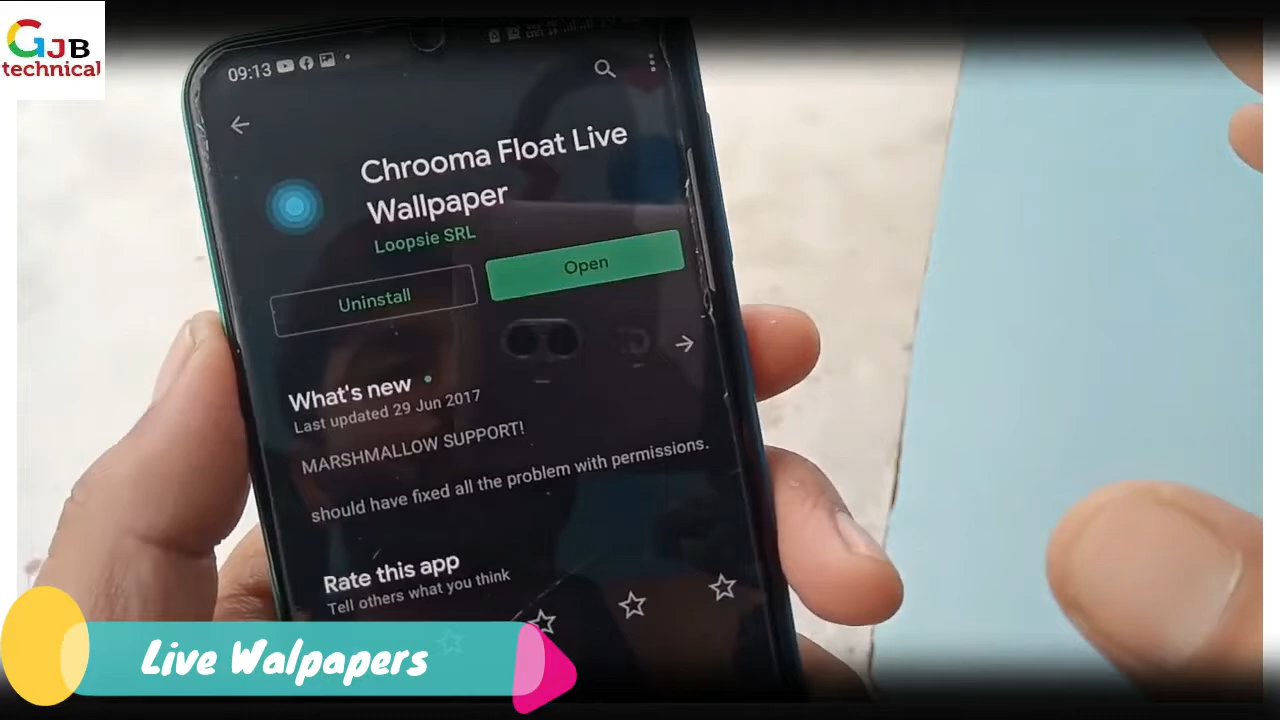 GJB
technical
09:13
Chrooma Float Live
Wallpaper
Loopsie SRL
Uninstall
Open
What's new
Last updated 29 Jun 2017
MARSHMALLOW SUPPORT!
should have fixed all the problem with permissions.
Rate this app
Tell others what you think
Live Walpapers